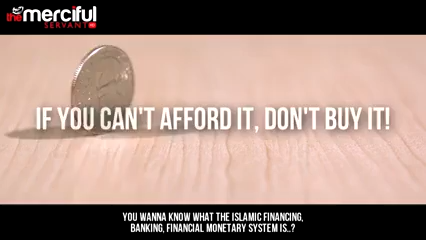 the merciful
SERVANT HD
IF YOU CAN'T AFFORD IT, DON'T BUY IT!
YOU WANNA KNOW WHAT THE ISLAMIC FINANCING,
BANKING, FINANCIAL MONETARY SYSTEM IS..?